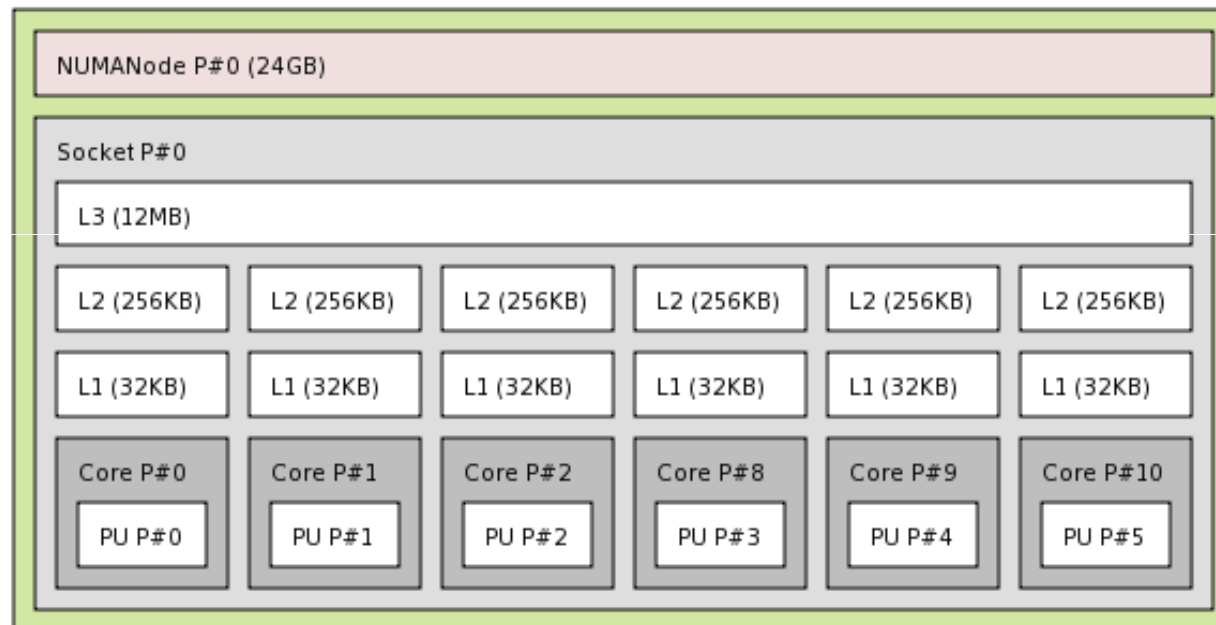 NUMANode P#0 (24GB)
Socket P#0
L3 (12MB)
L2 (256KB) L2 (256KB) L2 (256KB) L2 (256KB) L2 (256KB) L2 (256KB)
L1 (32KB) L1 (32KB) L1 (32KB) L1 (32KB) L1 (32KB) L1 (32KB)
Core P#0 Core P#1 Core P#2 Core P#8 Core P#9 Core P#10
PU P#0 PU P#1 PU P#2 PU P#3 PU P#4 PU P#5